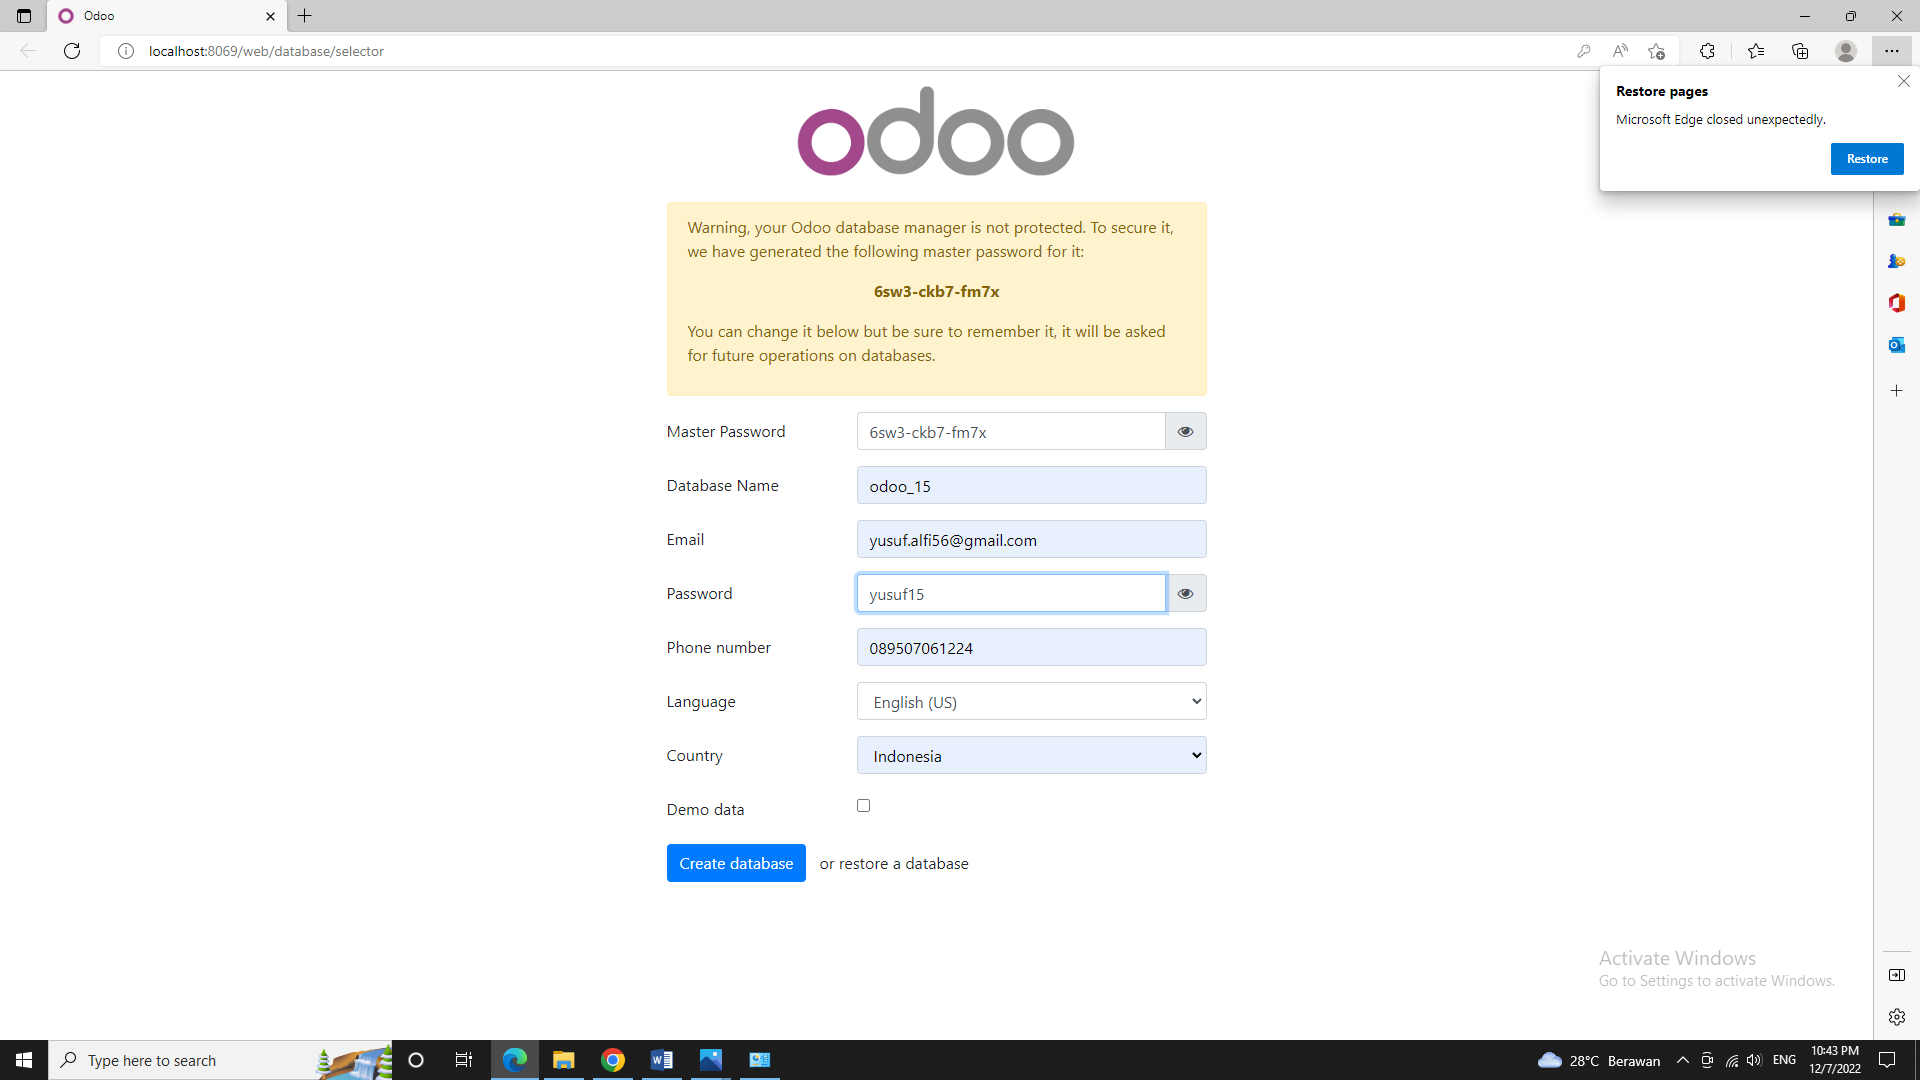 Odoo
localhost:8069/web/database/selector
Restore pages
Microsoft Edge closed unexpectedly.
Restore
odoo
Warning, your Odoo database manager is not protected. To secure it,
we have generated the following master password for it:
6sw3-ckb7-fm7x
You can change it below but be sure to remember it, it will be asked
for future operations on databases.
Master Password 6sw3-ckb7-fm7x
Database Name odoo_15
Email yusuf.alfi56@gmail.com
Password yusuf15
Phone number 089507061224
Language English (US)
Country Indonesia
Demo data
Create database or restore a database
Activate Windows
Go to Settings to activate Windows.
Type here to search
28°C Berawan
ENG
10:43 PM
12/7/2022